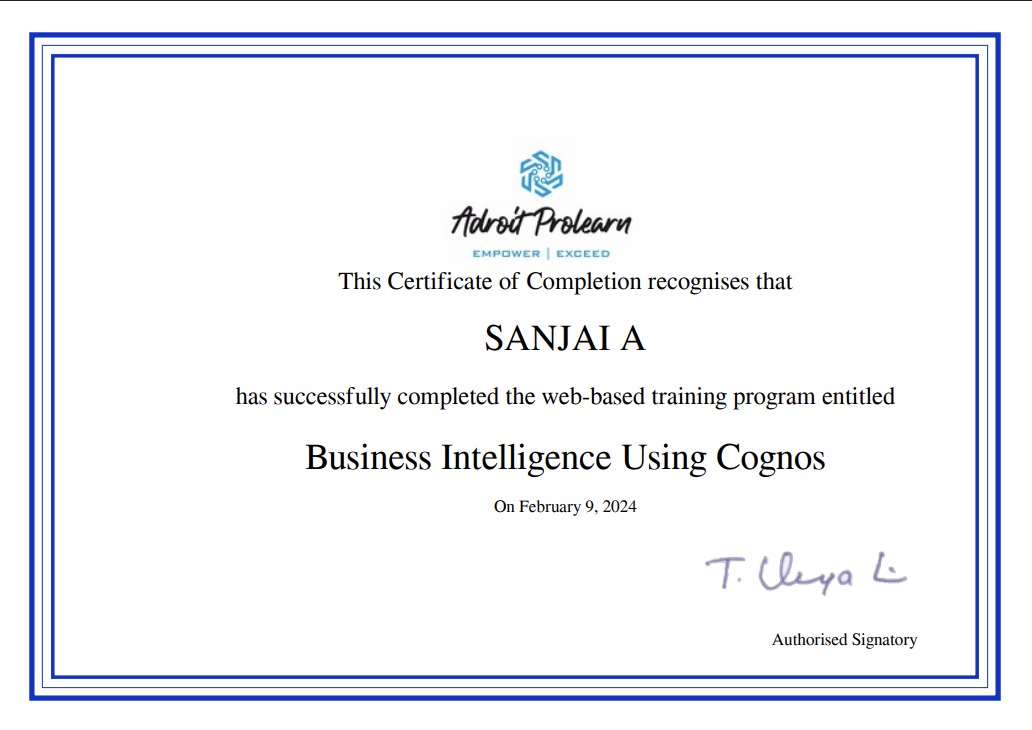 Adroit Prolearn
EMPOWER | EXCEED
This Certificate of Completion recognises that
SANJAI A
has successfully completed the web-based training program entitled
Business Intelligence Using Cognos
On February 9, 2024
T.
Authorised Signatory